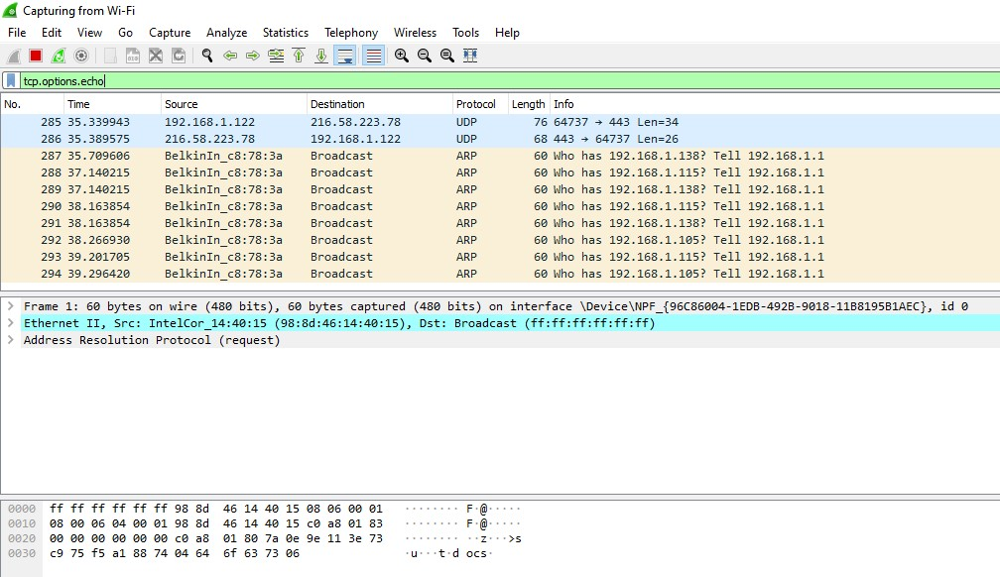 Capturing from Wi-Fi
File Edit View Go Capture Analyze Statistics Telephony Wireless Tools Help
tcp.options.echo
No. Time Source Destination Protocol Length Info
285 35.339943 192.168.1.122 216.58.223.78 UDP 76 64737 → 443 Len=34
286 35.389575 216.58.223.78 192.168.1.122 UDP 68 443 → 64737 Len=26
287 35.709606 BelkinIn_c8:78:3a Broadcast ARP 60 Who has 192.168.1.138? Tell 192.168.1.1
288 37.140215 BelkinIn_c8:78:3a Broadcast ARP 60 Who has 192.168.1.115? Tell 192.168.1.1
289 37.140215 BelkinIn_c8:78:3a Broadcast ARP 60 Who has 192.168.1.138? Tell 192.168.1.1
290 38.163854 BelkinIn_c8:78:3a Broadcast ARP 60 Who has 192.168.1.115? Tell 192.168.1.1
291 38.163854 BelkinIn_c8:78:3a Broadcast ARP 60 Who has 192.168.1.138? Tell 192.168.1.1
292 38.266930 BelkinIn_c8:78:3a Broadcast ARP 60 Who has 192.168.1.105? Tell 192.168.1.1
293 39.201705 BelkinIn_c8:78:3a Broadcast ARP 60 Who has 192.168.1.115? Tell 192.168.1.1
294 39.296420 BelkinIn_c8:78:3a Broadcast ARP 60 Who has 192.168.1.105? Tell 192.168.1.1
> Frame 1: 60 bytes on wire (480 bits), 60 bytes captured (480 bits) on interface \Device\NPF_{96C86004-1EDB-492B-9018-11B8195B1AEC}, id 0
> Ethernet II, Src: IntelCor_14:40:15 (98:8d:46:14:40:15), Dst: Broadcast (ff:ff:ff:ff:ff:ff)
> Address Resolution Protocol (request)
0000 ff ff ff ff ff ff 98 8d 46 14 40 15 08 06 00 01 ········ F·@·····
0010 08 00 06 04 00 01 98 8d 46 14 40 15 c0 a8 01 83 ········ F·@·····
0020 00 00 00 00 00 00 c0 a8 01 80 7a 0e 9e 11 3e 73 ········ ··z···>s
0030 c9 75 f5 a1 88 74 04 64 6f 63 73 06 ·u···t·d ocs·